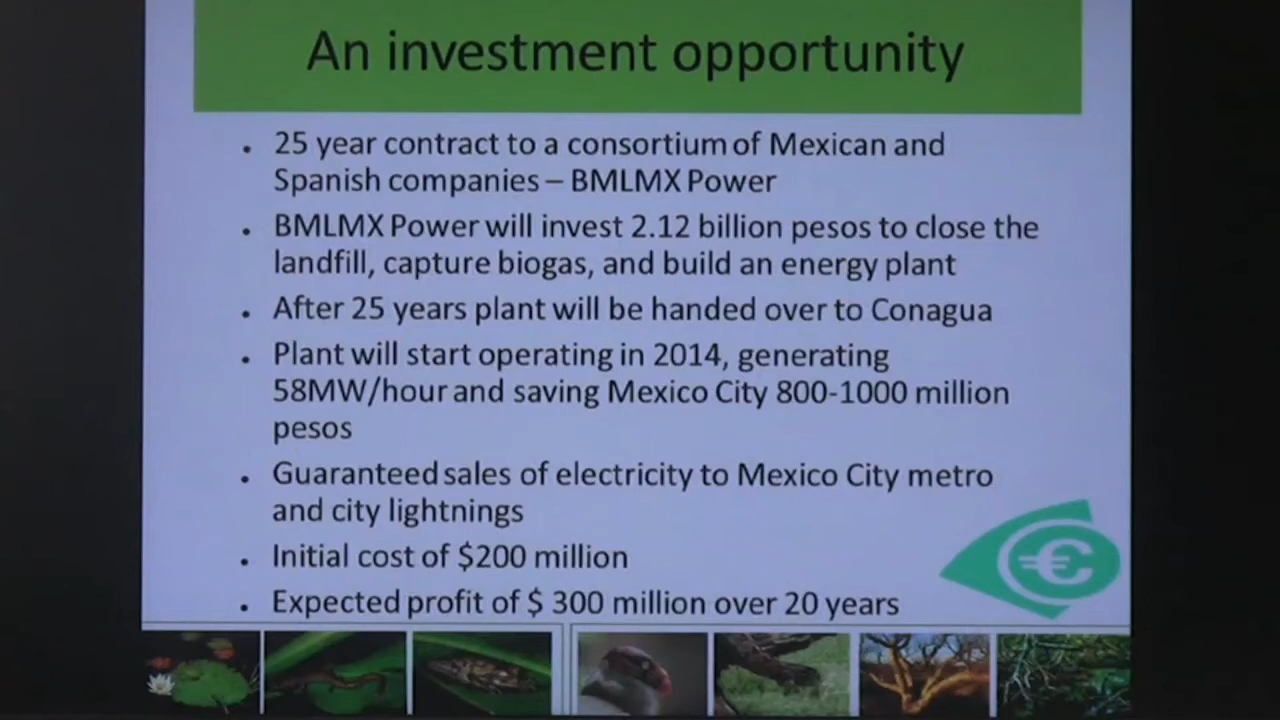 An investment opportunity
• 25 year contract to a consortium of Mexican and
Spanish companies – BMLMX Power
• BMLMX Power will invest 2.12 billion pesos to close the
landfill, capture biogas, and build an energy plant
• After 25 years plant will be handed over to Conagua
• Plant will start operating in 2014, generating
58MW/hour and saving Mexico City 800-1000 million
pesos
• Guaranteed sales of electricity to Mexico City metro
and city lightnings
• Initial cost of $200 million
• Expected profit of $ 300 million over 20 years
€